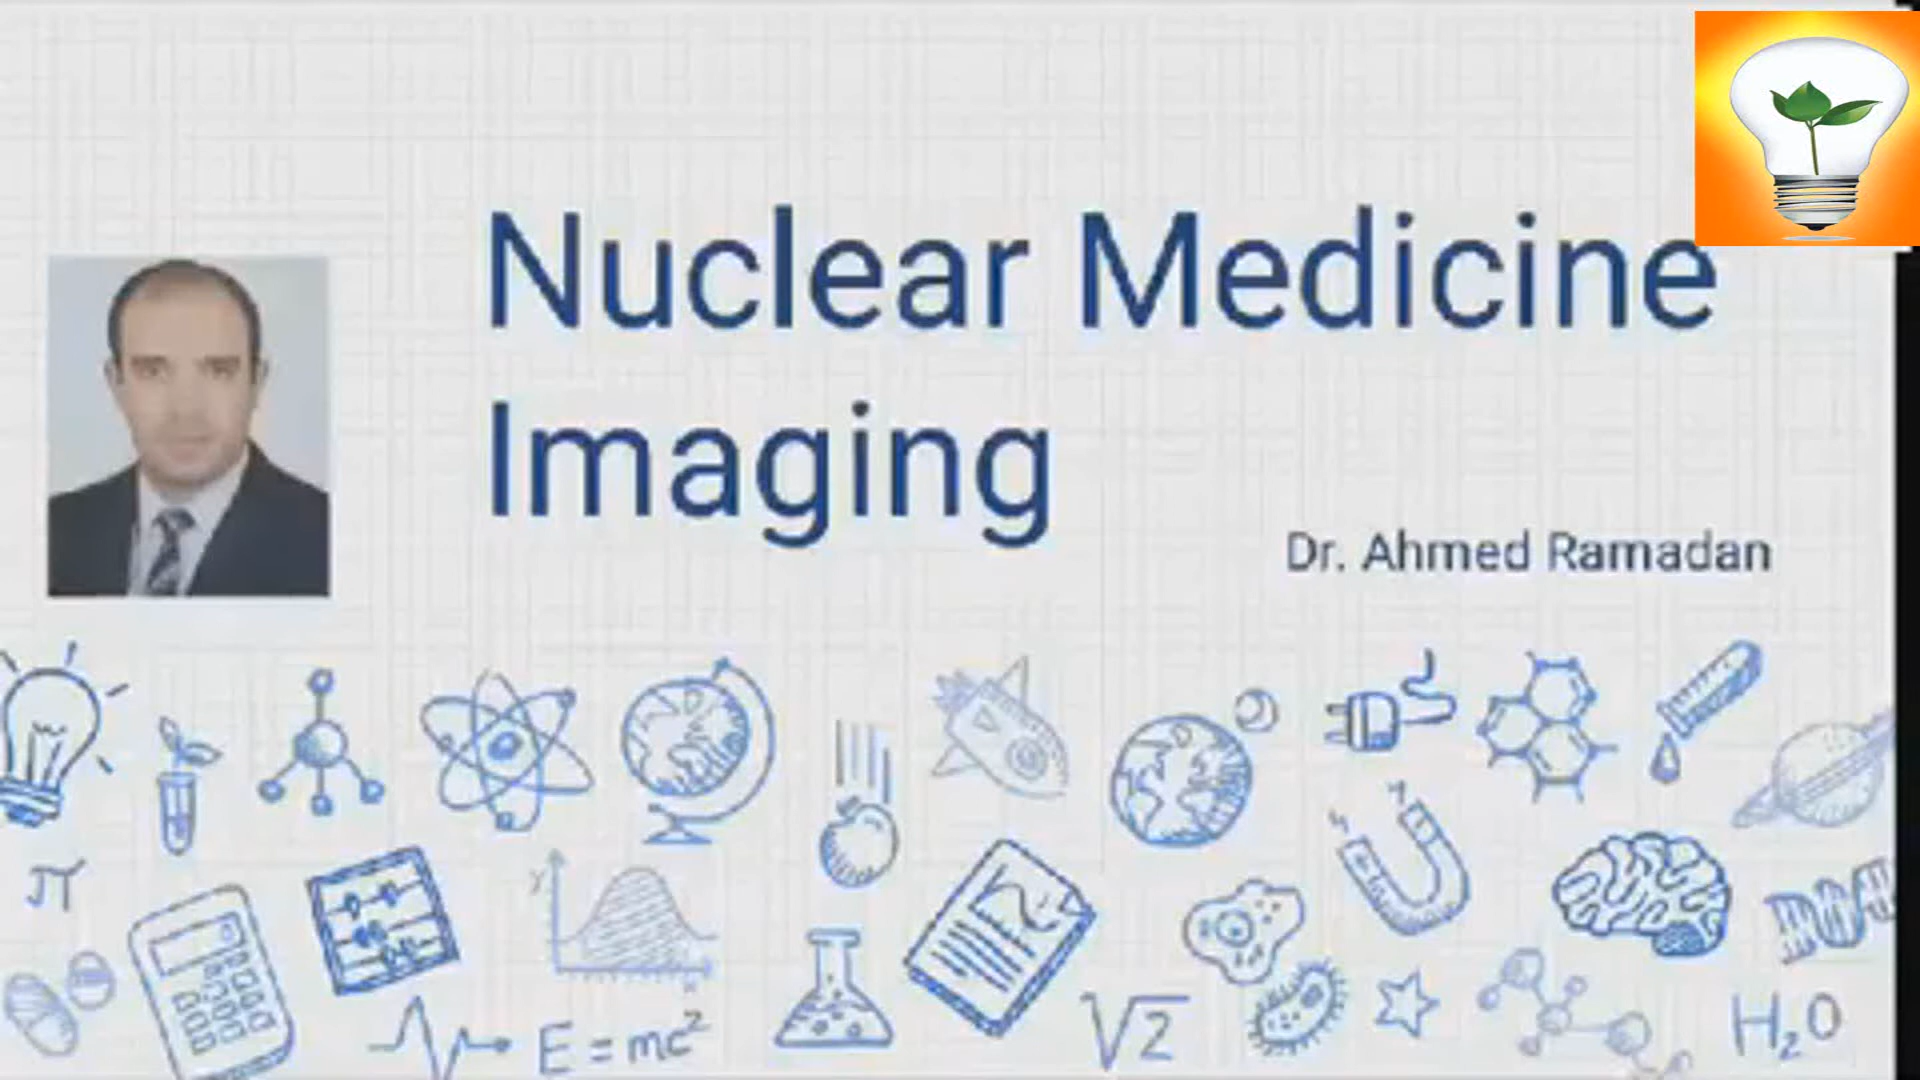 Nuclear Medicine
Imaging
Dr. Ahmed Ramadan
π
y
x
E = mc²
√2
H₂O